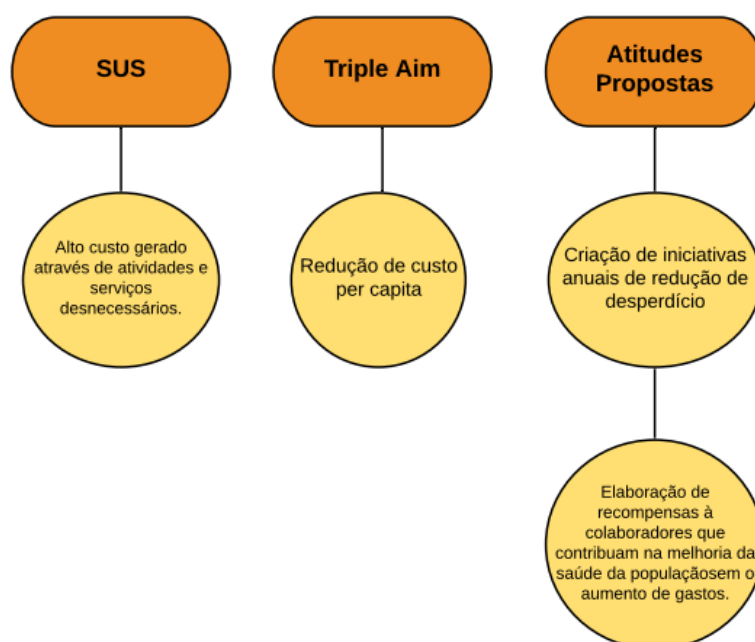 SUS
Alto custo gerado
através de atividades e
serviços
desnecessários.
Triple Aim
Redução de custo
per capita
Atitudes
Propostas
Criação de iniciativas
anuais de redução de
desperdício
Elaboração de
recompensas à
colaboradores que
contribuam na melhoria da
saúde da populaçãosem o
aumento de gastos.